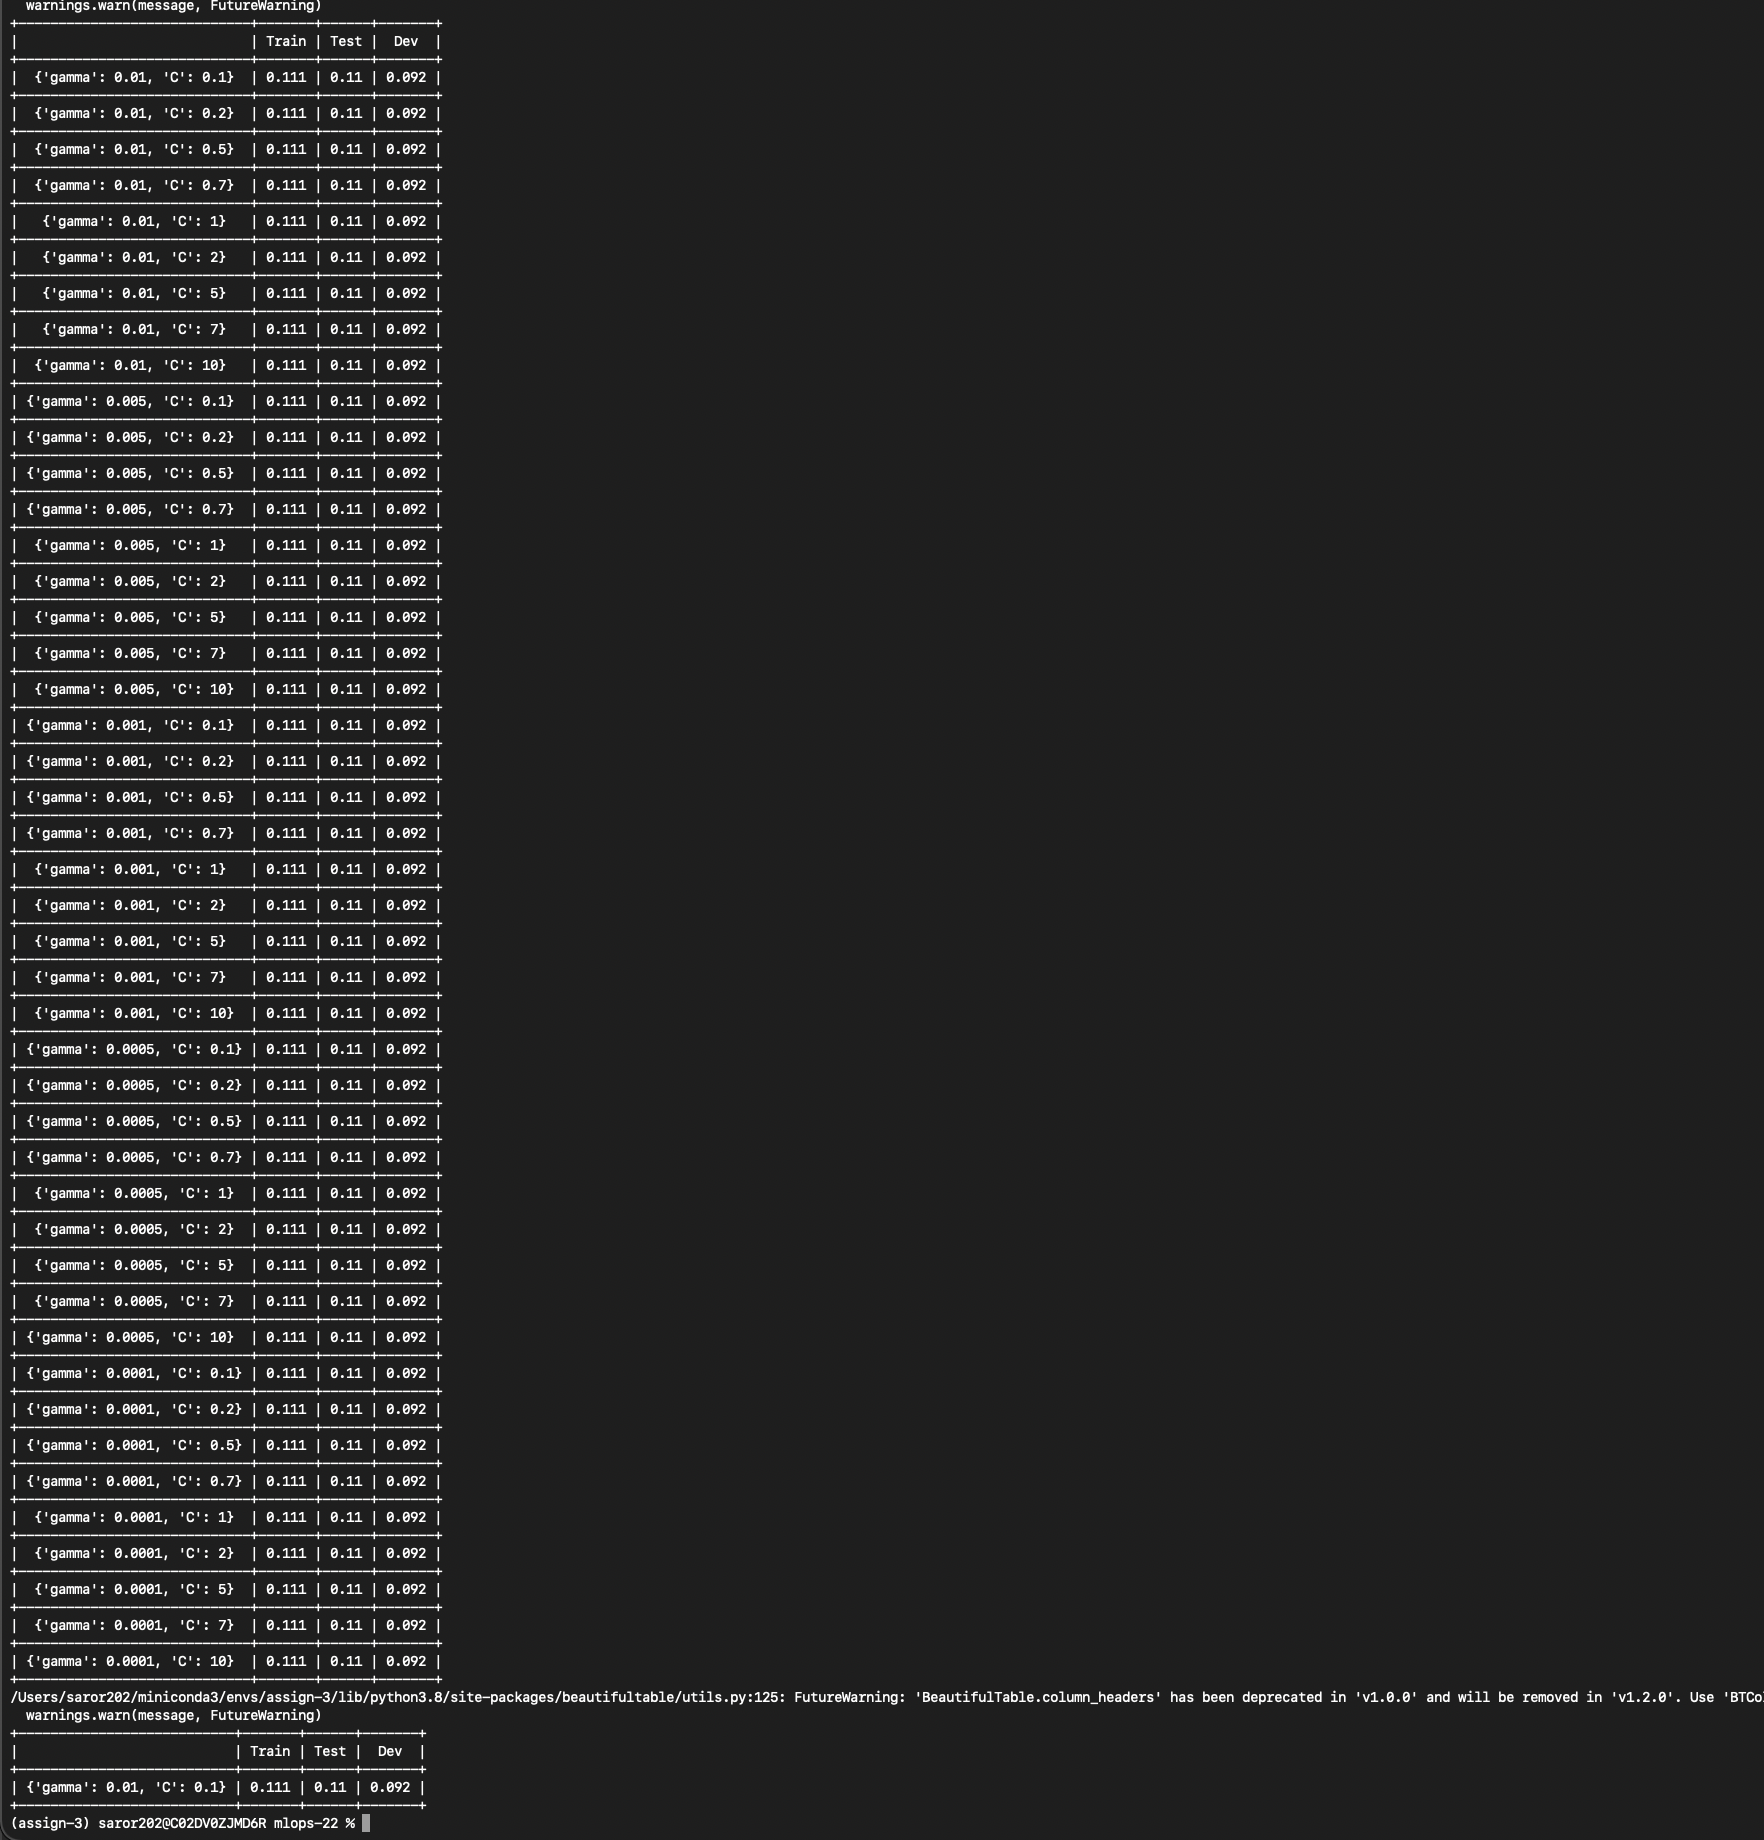 warnings.warn(message, FutureWarning)
| | Train | Test | Dev |
| {'gamma': 0.01, 'C': 0.1} | 0.111 | 0.11 | 0.092 |
| {'gamma': 0.01, 'C': 0.2} | 0.111 | 0.11 | 0.092 |
| {'gamma': 0.01, 'C': 0.5} | 0.111 | 0.11 | 0.092 |
| {'gamma': 0.01, 'C': 0.7} | 0.111 | 0.11 | 0.092 |
| {'gamma': 0.01, 'C': 1} | 0.111 | 0.11 | 0.092 |
| {'gamma': 0.01, 'C': 2} | 0.111 | 0.11 | 0.092 |
| {'gamma': 0.01, 'C': 5} | 0.111 | 0.11 | 0.092 |
| {'gamma': 0.01, 'C': 7} | 0.111 | 0.11 | 0.092 |
| {'gamma': 0.01, 'C': 10} | 0.111 | 0.11 | 0.092 |
| {'gamma': 0.005, 'C': 0.1} | 0.111 | 0.11 | 0.092 |
| {'gamma': 0.005, 'C': 0.2} | 0.111 | 0.11 | 0.092 |
| {'gamma': 0.005, 'C': 0.5} | 0.111 | 0.11 | 0.092 |
| {'gamma': 0.005, 'C': 0.7} | 0.111 | 0.11 | 0.092 |
| {'gamma': 0.005, 'C': 1} | 0.111 | 0.11 | 0.092 |
| {'gamma': 0.005, 'C': 2} | 0.111 | 0.11 | 0.092 |
| {'gamma': 0.005, 'C': 5} | 0.111 | 0.11 | 0.092 |
| {'gamma': 0.005, 'C': 7} | 0.111 | 0.11 | 0.092 |
| {'gamma': 0.005, 'C': 10} | 0.111 | 0.11 | 0.092 |
| {'gamma': 0.001, 'C': 0.1} | 0.111 | 0.11 | 0.092 |
| {'gamma': 0.001, 'C': 0.2} | 0.111 | 0.11 | 0.092 |
| {'gamma': 0.001, 'C': 0.5} | 0.111 | 0.11 | 0.092 |
| {'gamma': 0.001, 'C': 0.7} | 0.111 | 0.11 | 0.092 |
| {'gamma': 0.001, 'C': 1} | 0.111 | 0.11 | 0.092 |
| {'gamma': 0.001, 'C': 2} | 0.111 | 0.11 | 0.092 |
| {'gamma': 0.001, 'C': 5} | 0.111 | 0.11 | 0.092 |
| {'gamma': 0.001, 'C': 7} | 0.111 | 0.11 | 0.092 |
| {'gamma': 0.001, 'C': 10} | 0.111 | 0.11 | 0.092 |
| {'gamma': 0.0005, 'C': 0.1} | 0.111 | 0.11 | 0.092 |
| {'gamma': 0.0005, 'C': 0.2} | 0.111 | 0.11 | 0.092 |
| {'gamma': 0.0005, 'C': 0.5} | 0.111 | 0.11 | 0.092 |
| {'gamma': 0.0005, 'C': 0.7} | 0.111 | 0.11 | 0.092 |
| {'gamma': 0.0005, 'C': 1} | 0.111 | 0.11 | 0.092 |
| {'gamma': 0.0005, 'C': 2} | 0.111 | 0.11 | 0.092 |
| {'gamma': 0.0005, 'C': 5} | 0.111 | 0.11 | 0.092 |
| {'gamma': 0.0005, 'C': 7} | 0.111 | 0.11 | 0.092 |
| {'gamma': 0.0005, 'C': 10} | 0.111 | 0.11 | 0.092 |
| {'gamma': 0.0001, 'C': 0.1} | 0.111 | 0.11 | 0.092 |
| {'gamma': 0.0001, 'C': 0.2} | 0.111 | 0.11 | 0.092 |
| {'gamma': 0.0001, 'C': 0.5} | 0.111 | 0.11 | 0.092 |
| {'gamma': 0.0001, 'C': 0.7} | 0.111 | 0.11 | 0.092 |
| {'gamma': 0.0001, 'C': 1} | 0.111 | 0.11 | 0.092 |
| {'gamma': 0.0001, 'C': 2} | 0.111 | 0.11 | 0.092 |
| {'gamma': 0.0001, 'C': 5} | 0.111 | 0.11 | 0.092 |
| {'gamma': 0.0001, 'C': 7} | 0.111 | 0.11 | 0.092 |
| {'gamma': 0.0001, 'C': 10} | 0.111 | 0.11 | 0.092 |
/Users/saror202/miniconda3/envs/assign-3/lib/python3.8/site-packages/beautifultable/utils.py:125: FutureWarning: 'BeautifulTable.column_headers' has been deprecated in 'v1.0.0' and will be removed in 'v1.2.0'. Use 'BTCo
warnings.warn(message, FutureWarning)
| | Train | Test | Dev |
| {'gamma': 0.01, 'C': 0.1} | 0.111 | 0.11 | 0.092 |
(assign-3) saror202@C02DV0ZJMD6R mlops-22 %